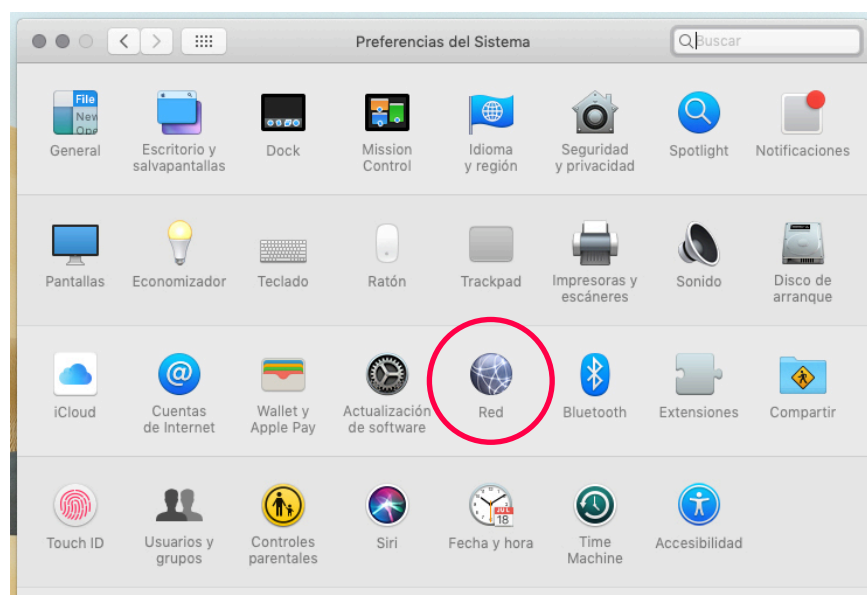 Preferencias del Sistema
Buscar
File
New
Ope
General
Escritorio y
salvapantallas
Dock
Mission
Control
Idioma
y región
Seguridad
y privacidad
Spotlight
Notificaciones
Pantallas
Economizador
Teclado
Ratón
Trackpad
Impresoras y
escáneres
Sonido
Disco de
arranque
iCloud
@
Cuentas
de Internet
Wallet y
Apple Pay
Actualización
de software
Red
Bluetooth
Extensiones
Compartir
Touch ID
Usuarios y
grupos
Controles
parentales
Siri
JUL
18
Fecha y hora
Time
Machine
Accesibilidad